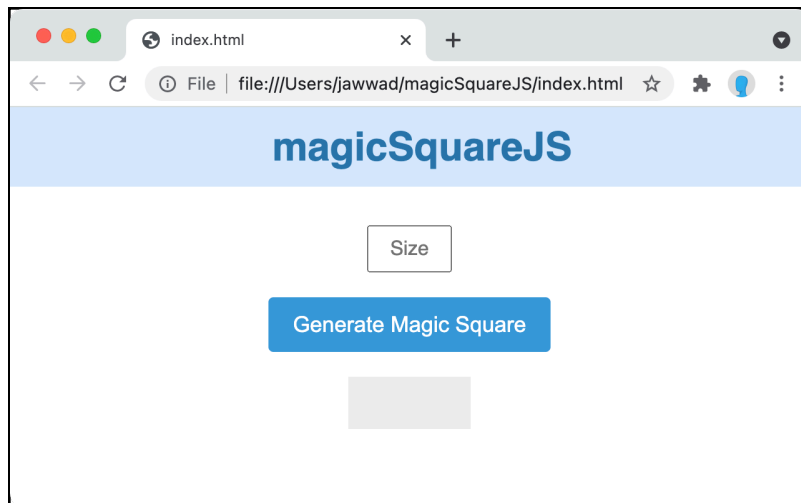 index.html
File file:///Users/jawwad/magicSquareJS/index.html
magicSquareJS
Size
Generate Magic Square